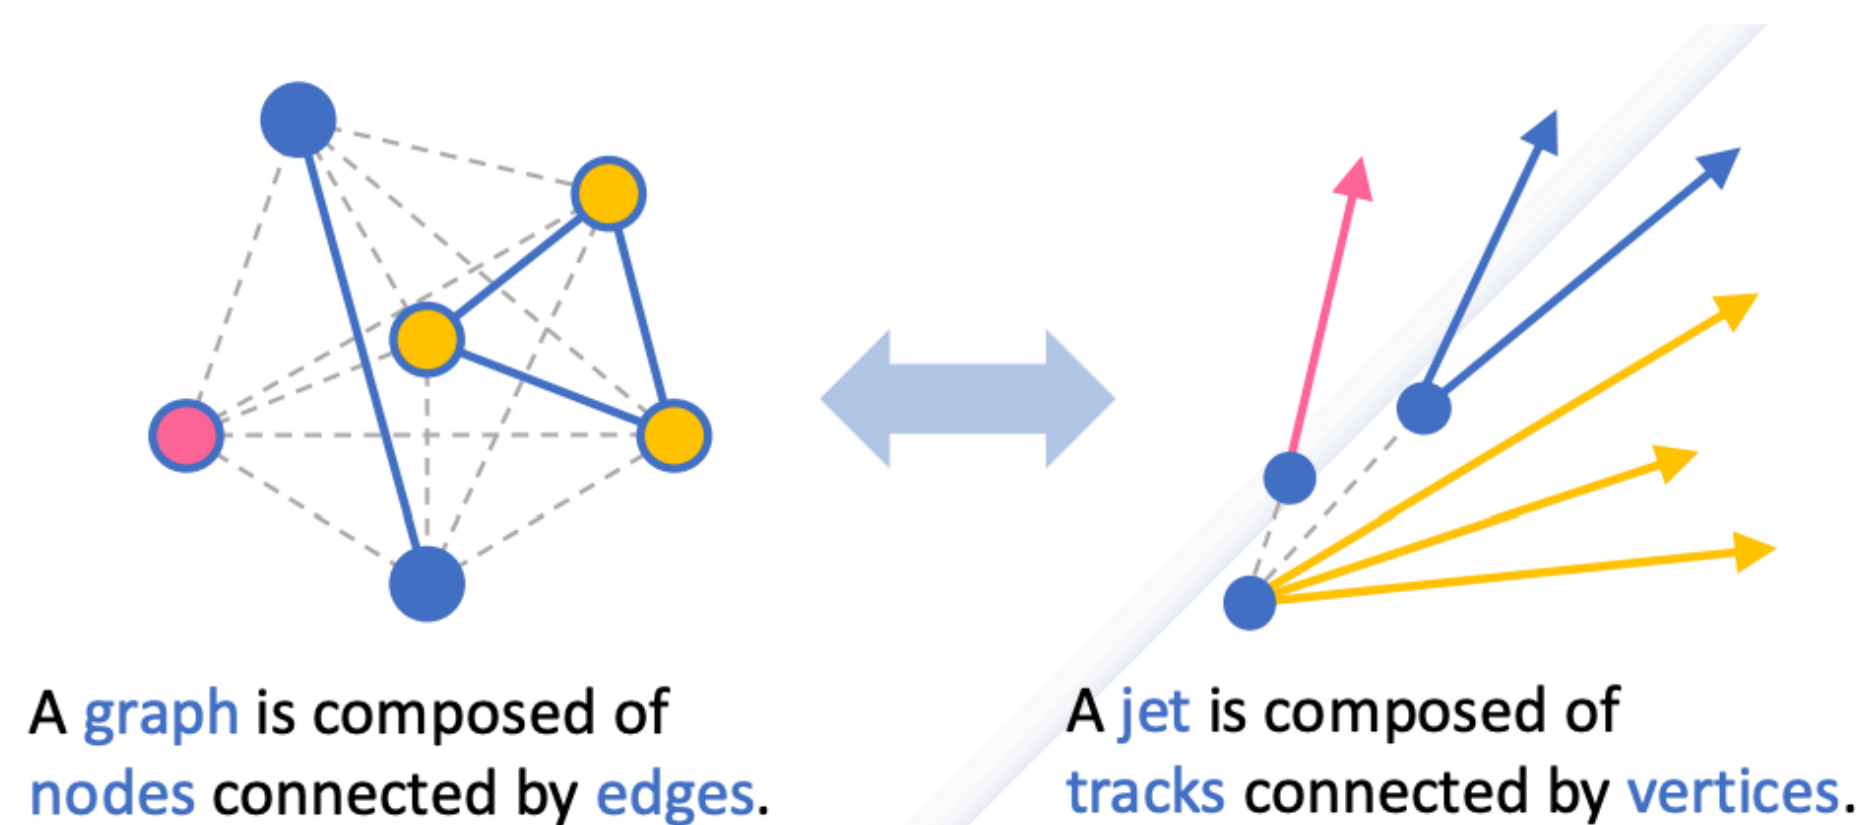 A graph is composed of
nodes connected by edges.
A jet is composed of
tracks connected by vertices.